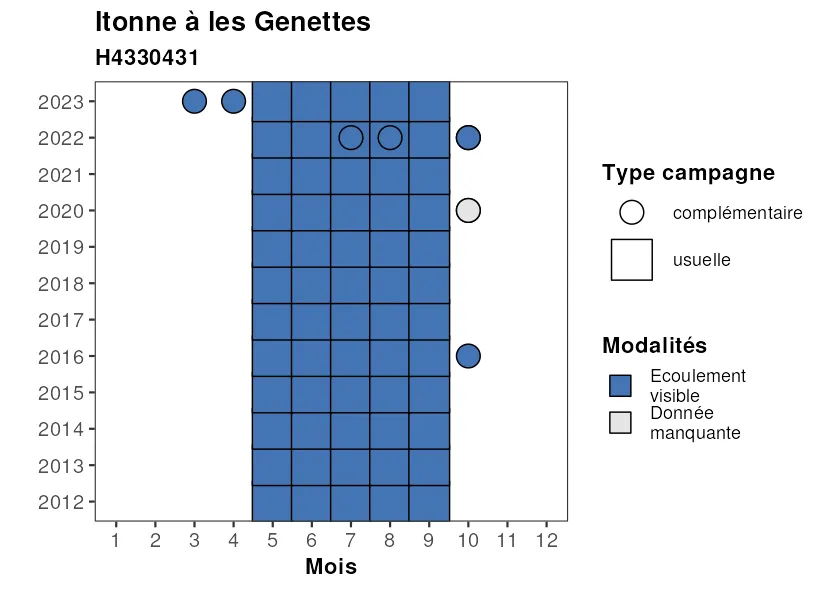 Itonne à les Genettes
H4330431
2023
2022
2021
2020
2019
2018
2017
2016
2015
2014
2013
2012
1 2 3 4 5 6 7 8 9 10 11 12
Mois
Type campagne
complémentaire
usuelle
Modalités
Ecoulement
visible
Donnée
manquante